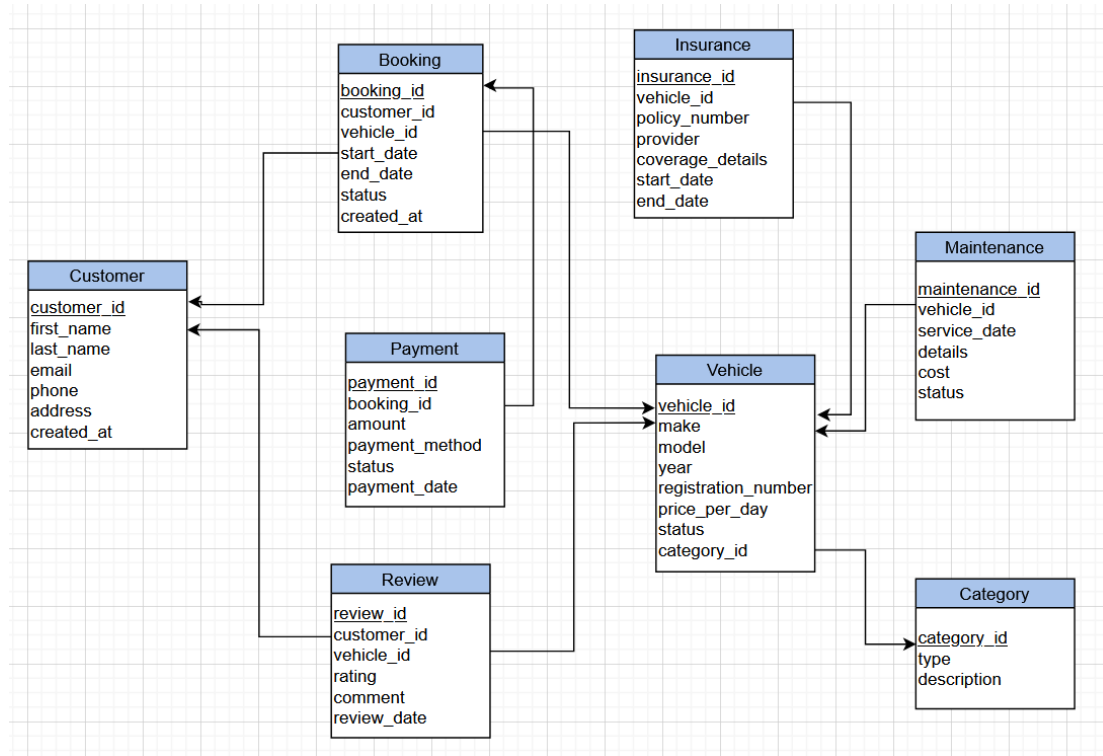 Booking
booking_id
customer_id
vehicle_id
start_date
end_date
status
created_at
Insurance
insurance_id
vehicle_id
policy_number
provider
coverage_details
start_date
end_date
Maintenance
maintenance_id
vehicle_id
service_date
details
cost
status
Customer
customer_id
first_name
last_name
email
phone
address
created_at
Payment
payment_id
booking_id
amount
payment_method
status
payment_date
Vehicle
vehicle_id
make
model
year
registration_number
price_per_day
status
category_id
Review
review_id
customer_id
vehicle_id
rating
comment
review_date
Category
category_id
type
description